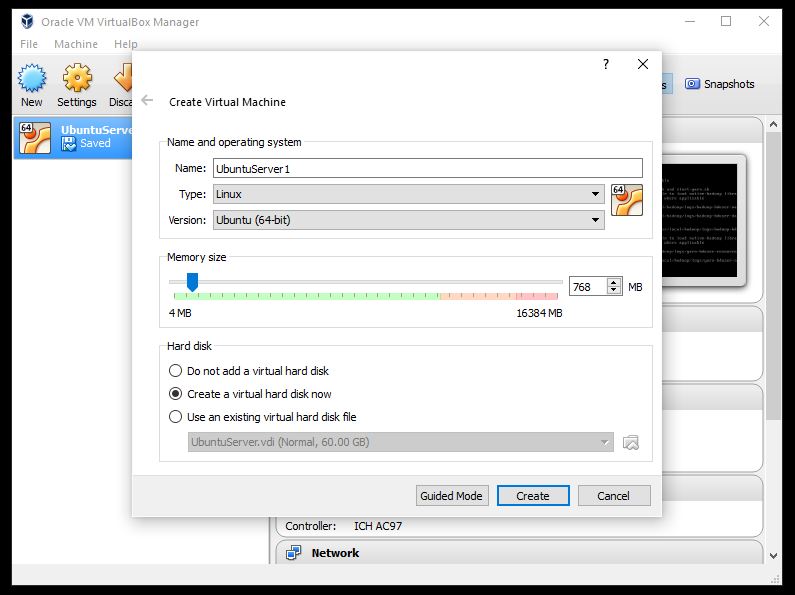 Oracle VM VirtualBox Manager
File Machine Help
? 
Create Virtual Machine
New Settings Disca
s Snapshots
64 UbuntuServe
Saved
Name and operating system
Name: UbuntuServer1
Type: Linux
64
Version: Ubuntu (64-bit)
Memory size
768 MB
4 MB 16384 MB
Hard disk
Do not add a virtual hard disk
Create a virtual hard disk now
Use an existing virtual hard disk file
UbuntuServer.vdi (Normal, 60.00 GB)
Guided Mode Create Cancel
Controller: ICH AC97
Network